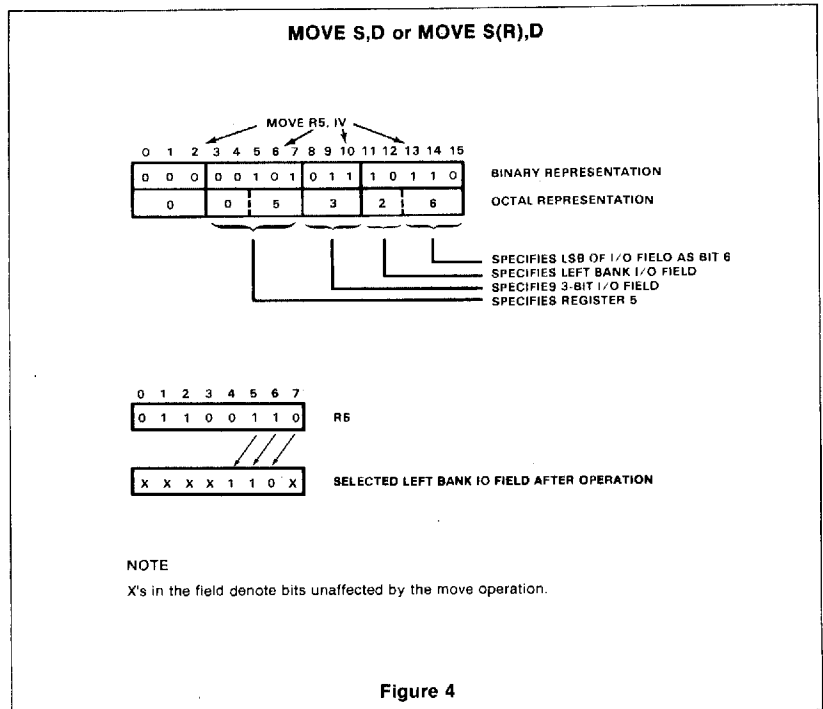 MOVE S,D or MOVE S(R),D
MOVE R5, IV
0 1 2 3 4 5 6 7 8 9 10 11 12 13 14 15
0 0 0 0 0 1 0 1 0 1 1 1 0 1 1 0 BINARY REPRESENTATION
0 0 5 3 2 6 OCTAL REPRESENTATION
SPECIFIES LSB OF I/O FIELD AS BIT 6
SPECIFIES LEFT BANK I/O FIELD
SPECIFIES 3-BIT I/O FIELD
SPECIFIES REGISTER 5
0 1 2 3 4 5 6 7
0 1 1 0 0 1 1 0 R5
X X X X 1 1 0 X SELECTED LEFT BANK IO FIELD AFTER OPERATION
NOTE
X's in the field denote bits unaffected by the move operation.
Figure 4